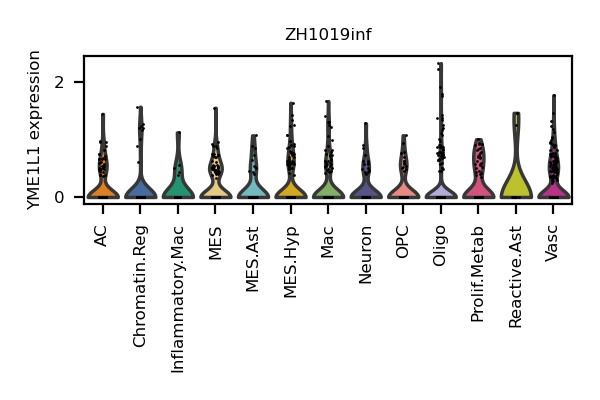 ZH1019inf
YME1L1 expression
2
0
AC
Chromatin.Reg
Inflammatory.Mac
MES
MES.Ast
MES.Hyp
Mac
Neuron
OPC
Oligo
Prolif.Metab
Reactive.Ast
Vasc